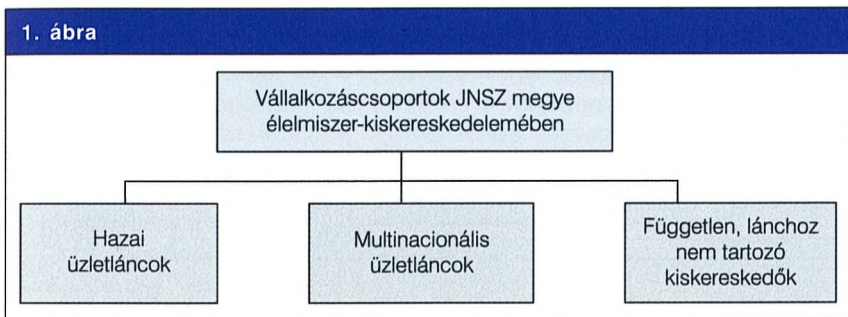 1. ábra
Vállalkozáscsoportok JNSZ megye
élelmiszer-kiskereskedelemében
Hazai
üzletláncok
Multinacionális
üzletláncok
Független, lánchoz
nem tartozó
kiskereskedők